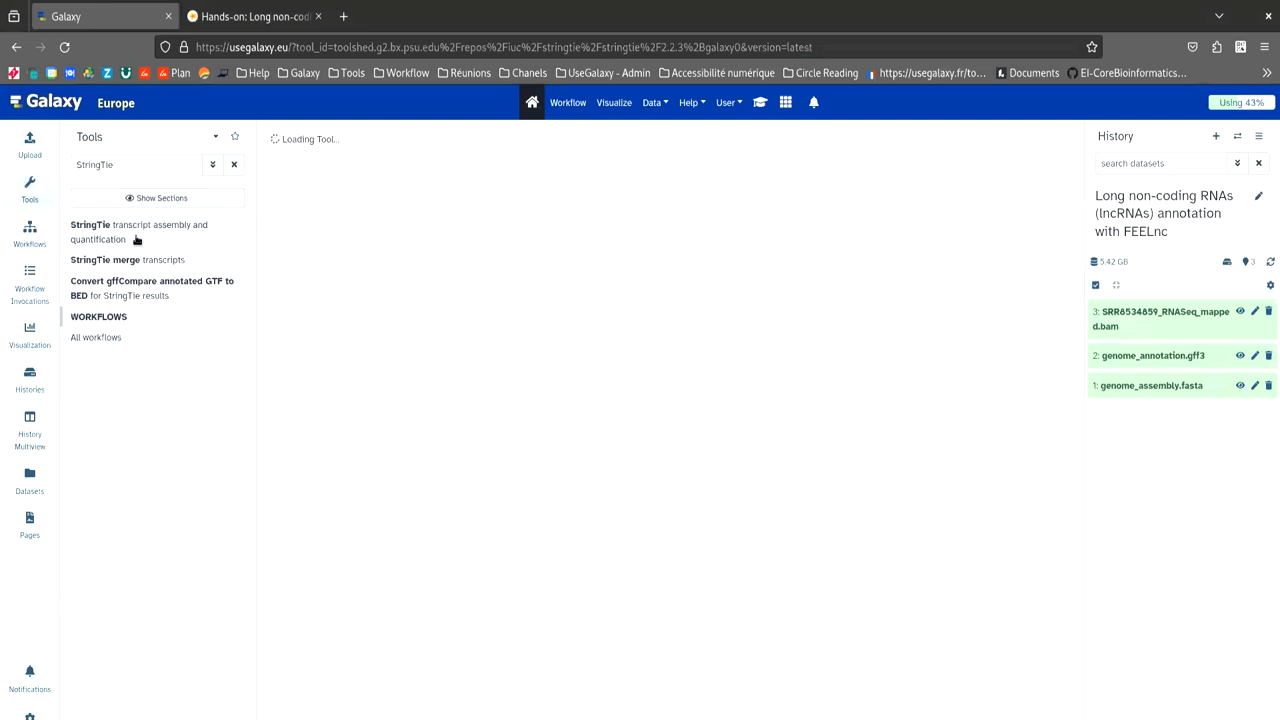 Galaxy
Hands-on: Long non-cod
https://usegalaxy.eu/?tool_id=toolshed.g2.bx.psu.edu%2Frepos%2Fiuc%2Fstringtie%2Fstringtie%2F2.2.3%2Bgalaxy0&version=latest
Plan
Help
Galaxy
Tools
Workflow
Réunions
Chanels
UseGalaxy - Admin
Accessibilité numérique
Circle Reading
https://usegalaxy.fr/to...
Documents
EI-CoreBioinformatics...
Galaxy Europe
Workflow
Visualize
Data
Help
User
Using 43%
Upload
Tools
Workflows
Workflow
Invocations
Visualization
Histories
History
Multiview
Datasets
Pages
Notifications
Tools
StringTie
Show Sections
StringTie transcript assembly and
quantification
StringTie merge transcripts
Convert gffCompare annotated GTF to
BED for StringTie results
WORKFLOWS
All workflows
Loading Tool...
History
search datasets
Long non-coding RNAs
(lncRNAs) annotation
with FEELnc
5.42 GB
3
3: SRR8534859_RNASeq_mappe
d.bam
2: genome_annotation.gff3
1: genome_assembly.fasta